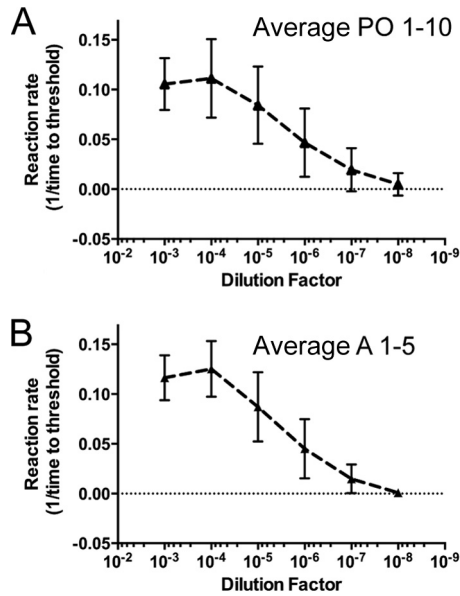 A
Average PO 1-10
Reaction rate
(1/time to threshold)
0.15
0.10
0.05
0.00
-0.05
10-2 10-3 10-4 10-5 10-6 10-7 10-8 10-9
Dilution Factor
B
Average A 1-5
Reaction rate
(1/time to threshold)
0.15
0.10
0.05
0.00
-0.05
10-2 10-3 10-4 10-5 10-6 10-7 10-8 10-9
Dilution Factor